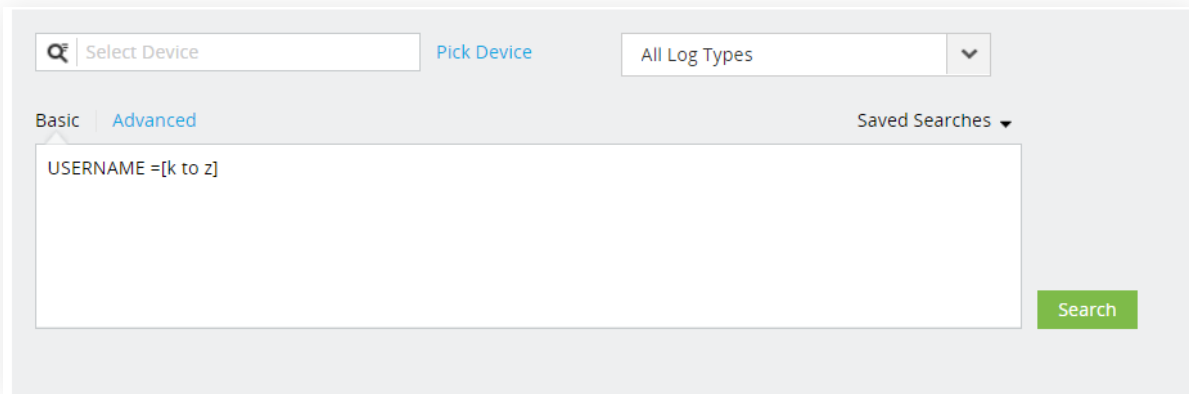 Select Device Pick Device All Log Types
Basic Advanced Saved Searches
USERNAME =[k to z]
Search